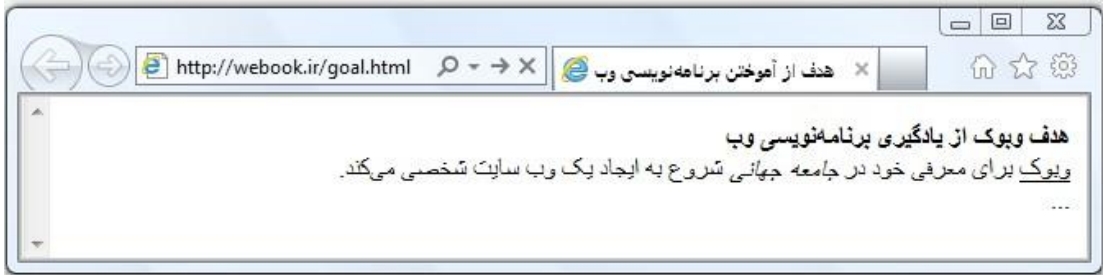 http://webook.ir/goal.html
هدف از آموختن برنامه‌نویسی وب
هدف وبوک از یادگیری برنامه‌نویسی وب
وبوک برای معرفی خود در جامعه جهانی شروع به ایجاد یک وب سایت شخصی می‌کند.
...